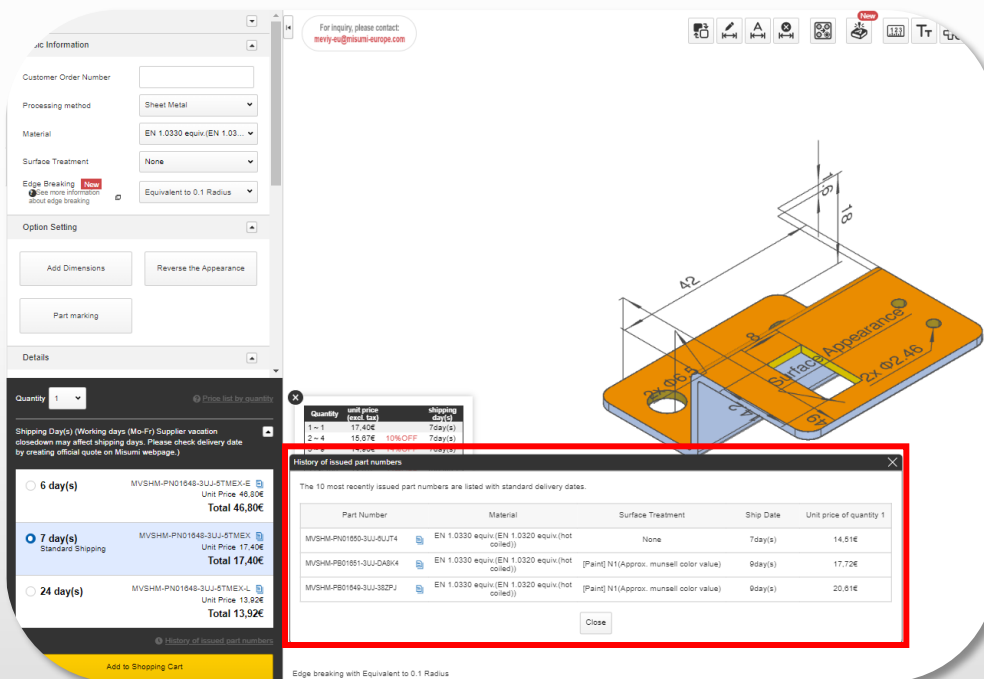 Basic Information
Customer Order Number
Processing method Sheet Metal
Material EN 1.0330 equiv.(EN 1.03...
Surface Treatment None
Edge Breaking New
See more information
about edge breaking
Equivalent to 0.1 Radius
Option Setting
Add Dimensions Reverse the Appearance
Part marking
Details
Quantity 1 Price list by quantity
Shipping Day(s) (Working days (Mo-Fr) Supplier vacation
closedown may affect shipping days. Please check delivery date
by creating official quote on Misumi webpage.)
6 day(s) MVSHM-PN01648-3UJ-5TMEX-E
Unit Price 46,80€
Total 46,80€
7 day(s) MVSHM-PN01648-3UJ-5TMEX
Standard Shipping Unit Price 17,40€
Total 17,40€
24 day(s) MVSHM-PN01648-3UJ-5TMEX-L
Unit Price 13,92€
Total 13,92€
History of issued part numbers
Add to Shopping Cart
For inquiry, please contact:
meviy-eu@misumi-europe.com
New
123
TT
1.6
18
42
8
2x Φ6.5
Surface Appearance
2x Φ2.46
42
49
Quantity unit price (excl. tax) shipping day(s)
1 ~ 1 17,40€ 7day(s)
2 ~ 4 15,67€ 10%OFF 7day(s)
History of issued part numbers
The 10 most recently issued part numbers are listed with standard delivery dates.
Part Number Material Surface Treatment Ship Date Unit price of quantity 1
MVSHM-PN01650-3UJ-6UJT4 EN 1.0330 equiv.(EN 1.0320 equiv.(hot coiled)) None 7day(s) 14,51€
MVSHM-PB01651-3UJ-DA8K4 EN 1.0330 equiv.(EN 1.0320 equiv.(hot coiled)) [Paint] N1(Approx. munsell color value) 9day(s) 17,72€
MVSHM-PB01649-3UJ-38ZPJ EN 1.0330 equiv.(EN 1.0320 equiv.(hot coiled)) [Paint] N1(Approx. munsell color value) 9day(s) 20,61€
Close
Edge breaking with Equivalent to 0.1 Radius